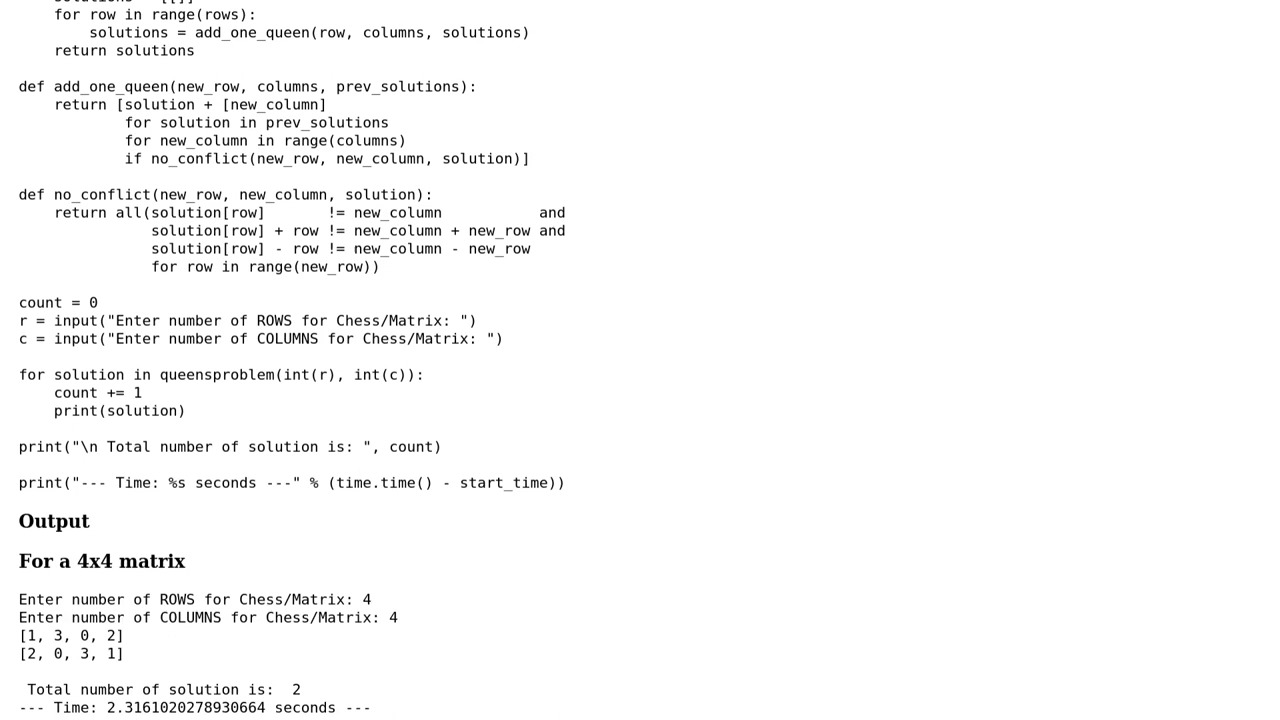 solutions = [[]]
    for row in range(rows):
        solutions = add_one_queen(row, columns, solutions)
    return solutions

def add_one_queen(new_row, columns, prev_solutions):
    return [solution + [new_column]
            for solution in prev_solutions
            for new_column in range(columns)
            if no_conflict(new_row, new_column, solution)]

def no_conflict(new_row, new_column, solution):
    return all(solution[row]       != new_column           and
               solution[row] + row != new_column + new_row and
               solution[row] - row != new_column - new_row
               for row in range(new_row))

count = 0
r = input("Enter number of ROWS for Chess/Matrix: ")
c = input("Enter number of COLUMNS for Chess/Matrix: ")

for solution in queensproblem(int(r), int(c)):
    count += 1
    print(solution)

print("\n Total number of solution is: ", count)

print("--- Time: %s seconds ---" % (time.time() - start_time))
Output
For a 4x4 matrix
Enter number of ROWS for Chess/Matrix: 4
Enter number of COLUMNS for Chess/Matrix: 4
[1, 3, 0, 2]
[2, 0, 3, 1]

 Total number of solution is:  2
--- Time: 2.3161020278930664 seconds ---